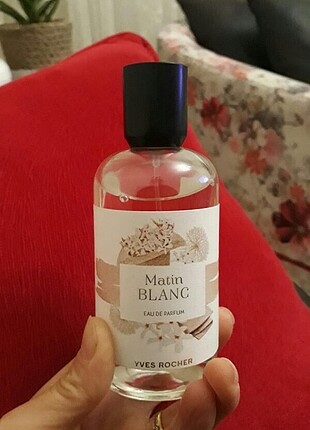 Matin
BLANC
EAU DE PARFUM
YVES ROCHER